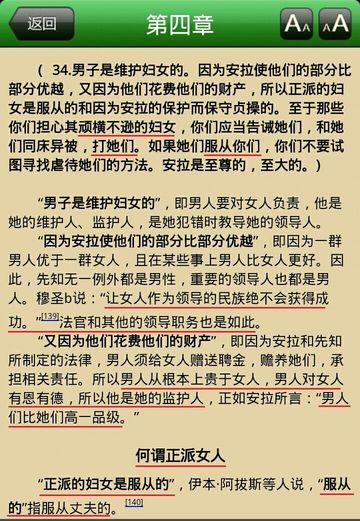 返回
第四章
AA
AA
( 34.男子是维护妇女的。因为安拉使他们的部分比
部分优越，又因为他们花费他们的财产，所以正派的妇
女是服从的和因为安拉的保护而保守贞操的。至于那些
你们担心其顽横不逊的妇女，你们应当告诫她们，和她
们同床异被，打她们。如果她们服从你们，你们不要试
图寻找虐待她们的方法。安拉是至尊的，至大的。)
“男子是维护妇女的”，即男人要对女人负责，他是
她的维护人、监护人，是她犯错时教导她的领导人。
“因为安拉使他们的部分比部分优越”，即因为一群
男人优于一群女人，且在某些事上男人比女人更好。因
此，先知无一例外都是男性，重要的领导人也都是男
人。穆圣b说：“让女人作为领导的民族绝不会获得成
功。”[139]法官和其他的领导职务也是如此。
“又因为他们花费他们的财产”，即因为安拉和先知
所制定的法律，男人须给女人赠送聘金，赡养她们，承
担相关责任。所以男人从根本上贵于女人，男人对女人
有恩有德，所以他是她的监护人，正如安拉所言：“男人
们比她们高一品级。”
何谓正派女人
“正派的妇女是服从的”，伊本·阿拔斯等人说，“服从
的”指服从丈夫的。[140]